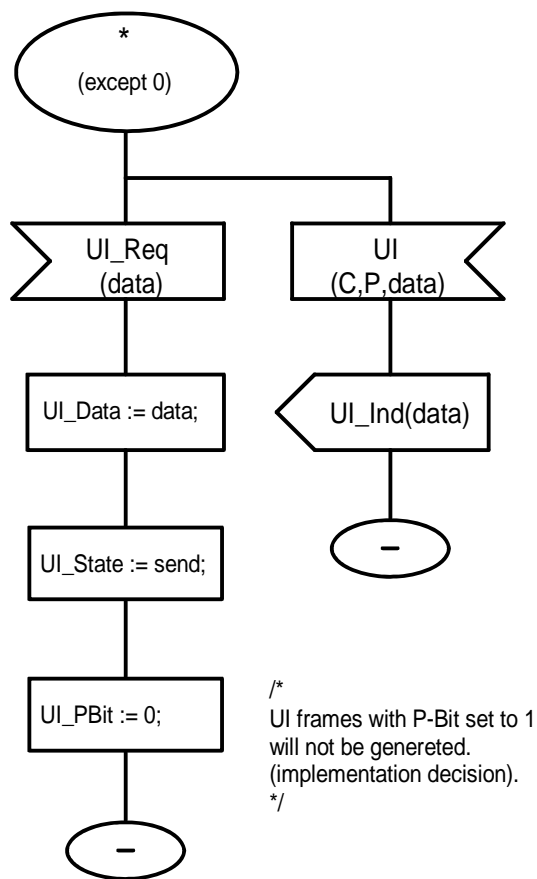 *
(except 0)
UI_Req
(data)
UI
(C,P,data)
UI_Data := data;
UI_Ind(data)
UI_State := send;
–
UI_PBit := 0;
/*
UI frames with P-Bit set to 1
will not be genereted.
(implementation decision).
*/
–